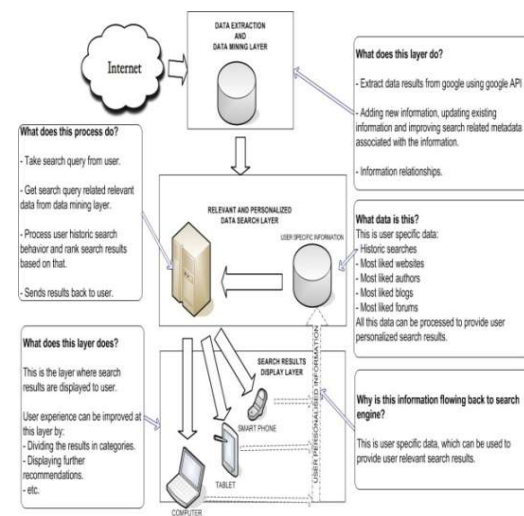 DATA EXTRACTION
AND
DATA MINING LAYER
Internet
What does this layer do?
- Extract data results from google using google API
- Adding new information, updating existing
information and improving search related metadata
associated with the information.
- Information relationships.
What does this process do?
- Take search query from user.
- Get search query related relevant
data from data mining layer.
- Process user historic search
behavior and rank search results
based on that.
- Sends results back to user.
RELEVANT AND PERSONALIZED
DATA SEARCH LAYER
USER SPECIFIC INFORMATION
What data is this?
This is user specific data:
- Historic searches
- Most liked websites
- Most liked authors
- Most liked blogs
- Most liked forums
All this data can be processed to provide user
personalized search results.
What does this layer does?
This is the layer where search
results are displayed to user.
User experience can be improved at
this layer by:
- Dividing the results in categories.
- Displaying further
recommendations.
- etc.
SEARCH RESULTS
DISPLAY LAYER
SMART PHONE
TABLET
COMPUTER
USER PERSONALISED INFORMATION
Why is this information flowing back to search
engine?
This is user specific data, which can be used to
provide user relevant search results.